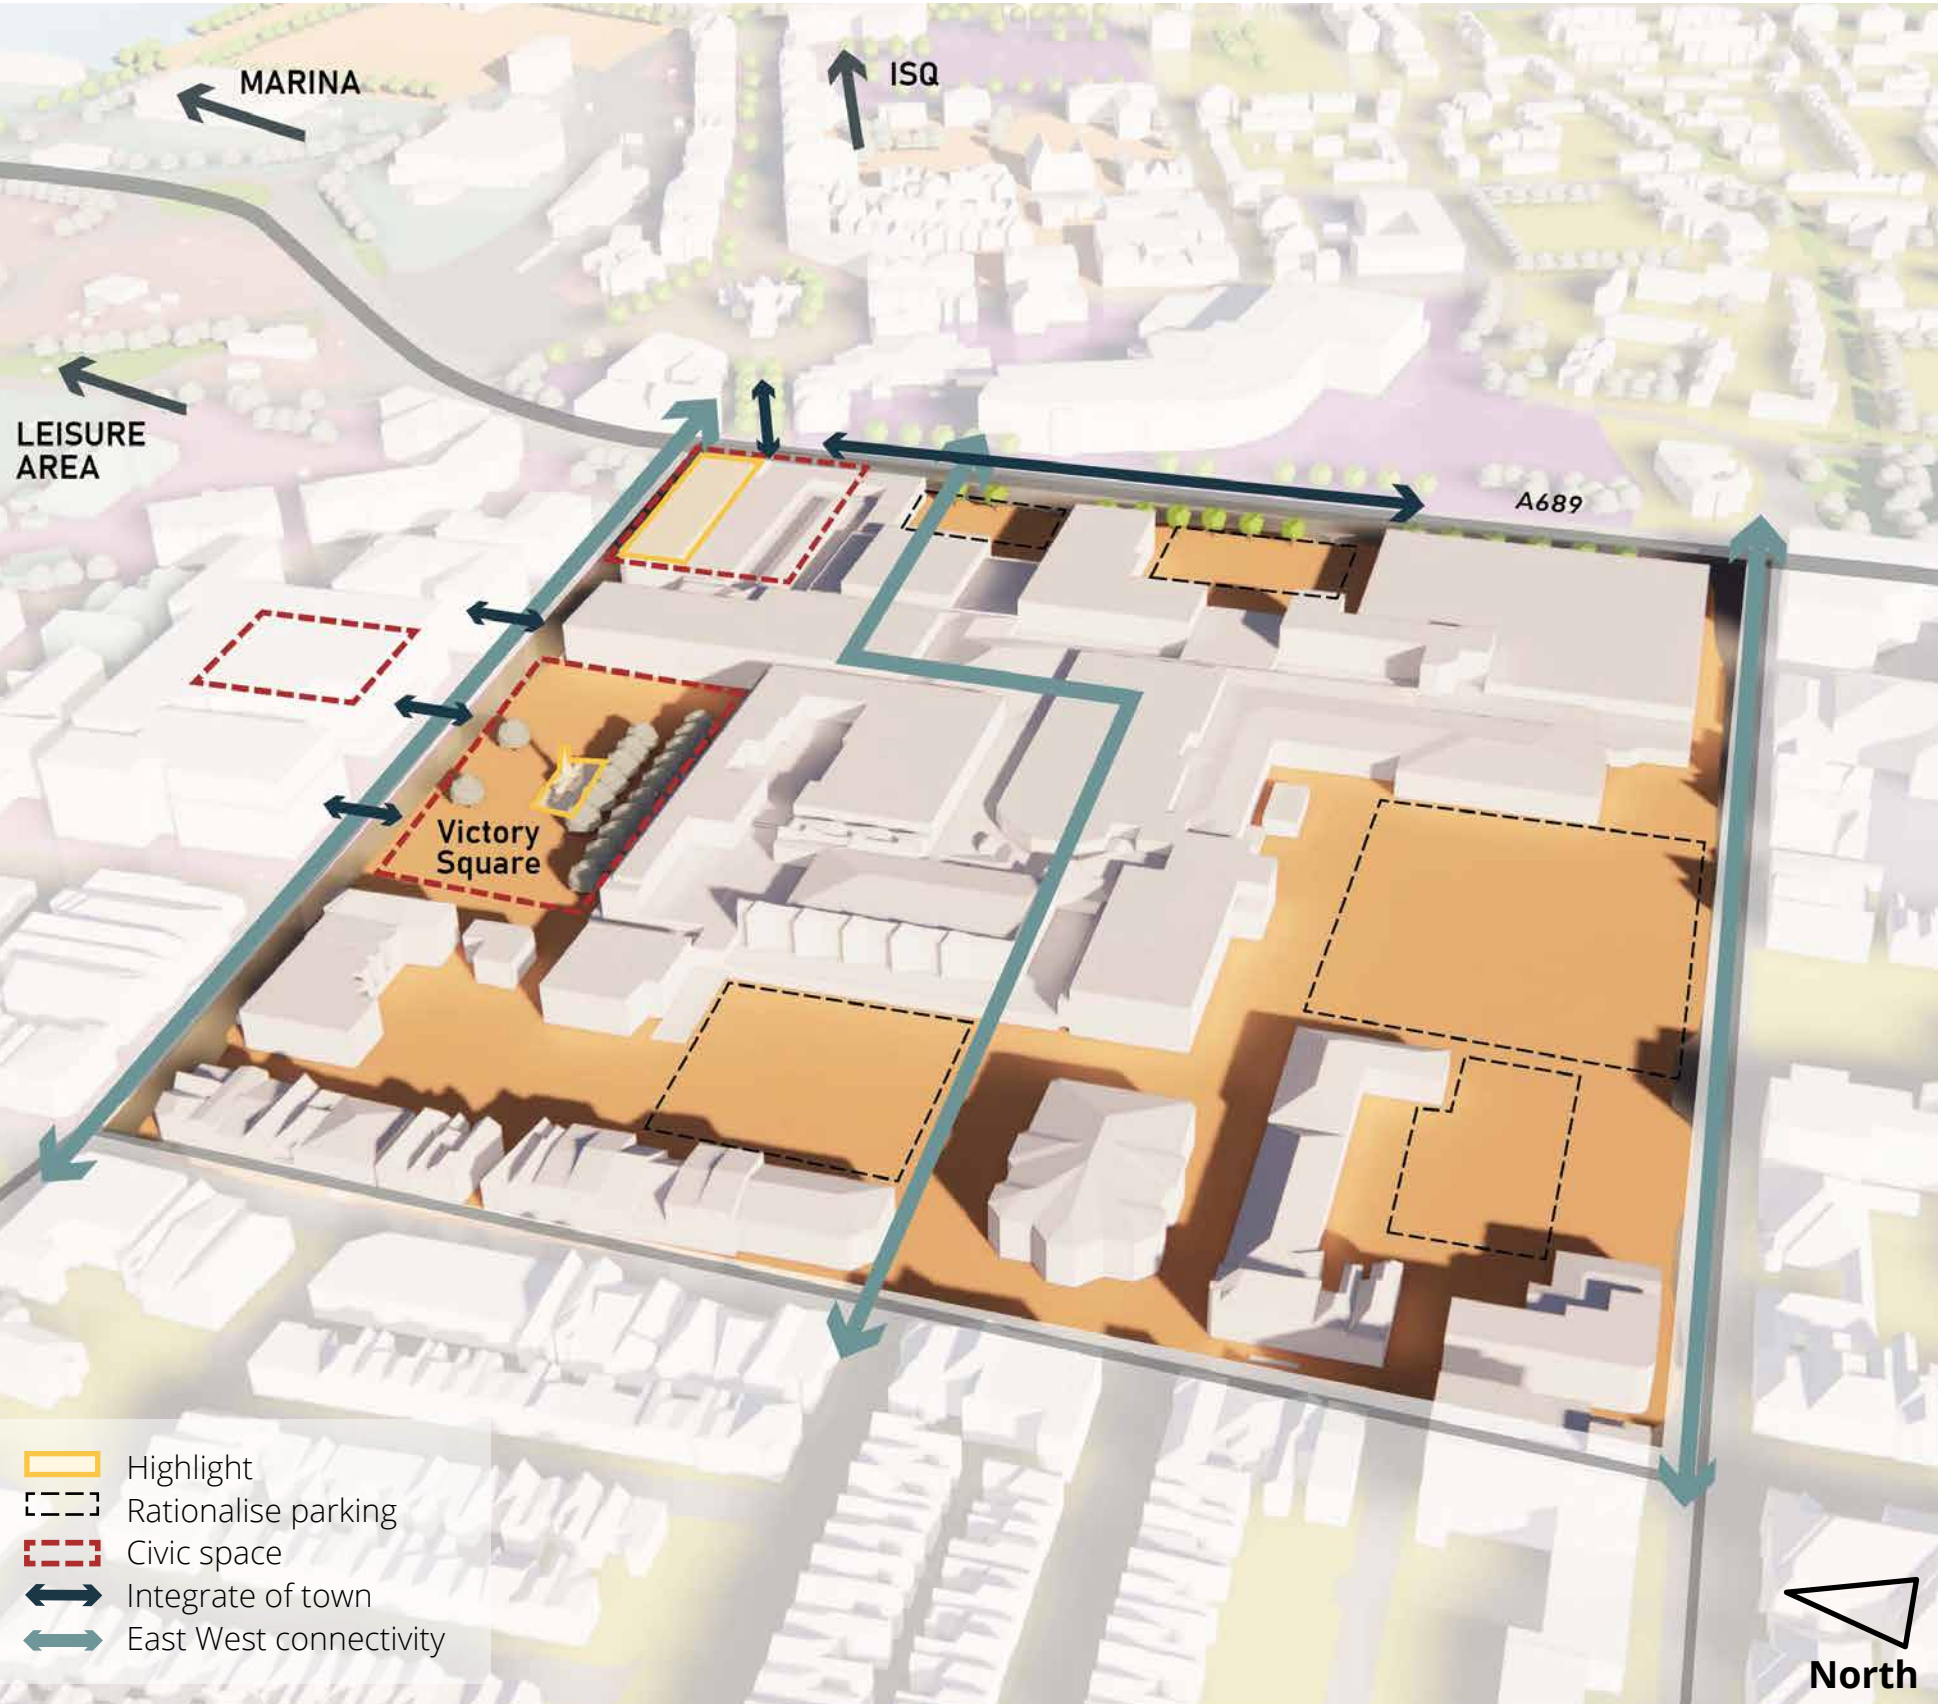 MARINA
ISQ
LEISURE
AREA
A689
Victory
Square
Highlight
Rationalise parking
Civic space
Integrate of town
East West connectivity
North